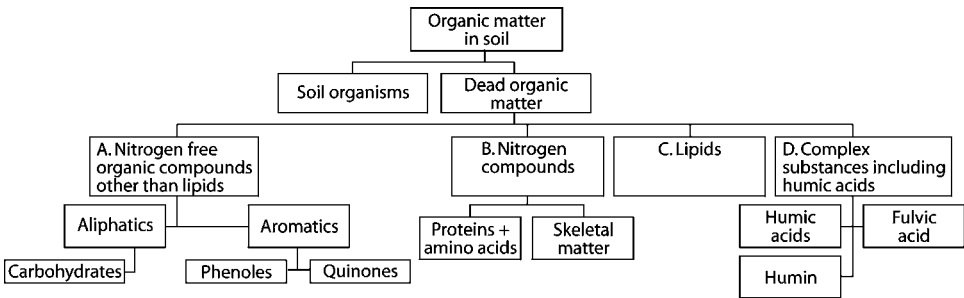 Organic matter
in soil
Soil organisms
Dead organic
matter
A. Nitrogen free
organic compounds
other than lipids
B. Nitrogen
compounds
C. Lipids
D. Complex
substances including
humic acids
Aliphatics
Aromatics
Proteins +
amino acids
Skeletal
matter
Humic
acids
Fulvic
acid
Carbohydrates
Phenoles
Quinones
Humin